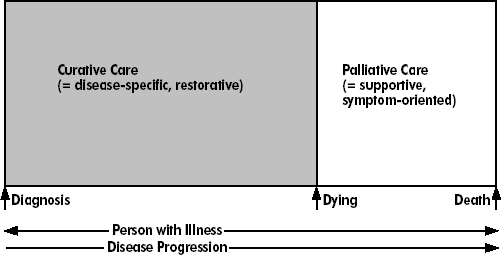 Curative Care
(= disease-specific, restorative)
Palliative Care
(= supportive,
symptom-oriented)
Diagnosis
Dying
Death
Person with Illness
Disease Progression